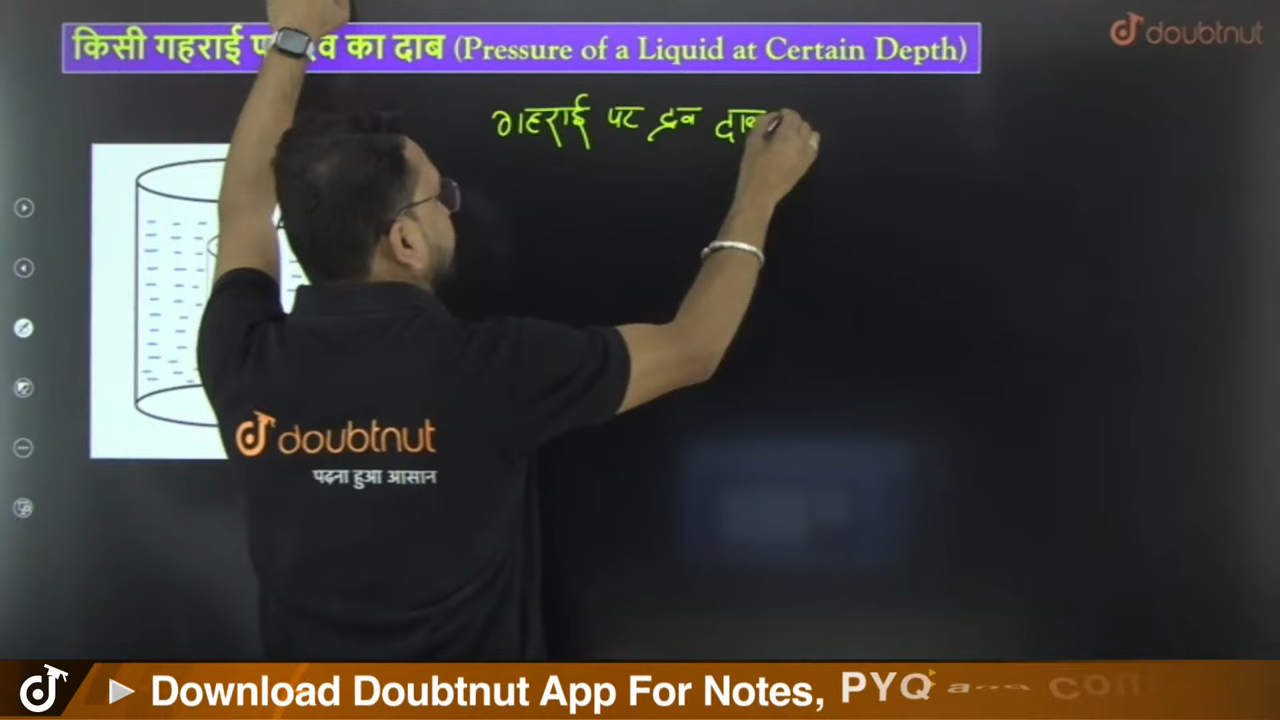 किसी गहराई का दाब (Pressure of a Liquid at Certain Depth)
doubtnut
गहराई पर द्रव दाब
doubtnut
पढ़ना हुआ आसान
Download Doubtnut App For Notes, PYQ and